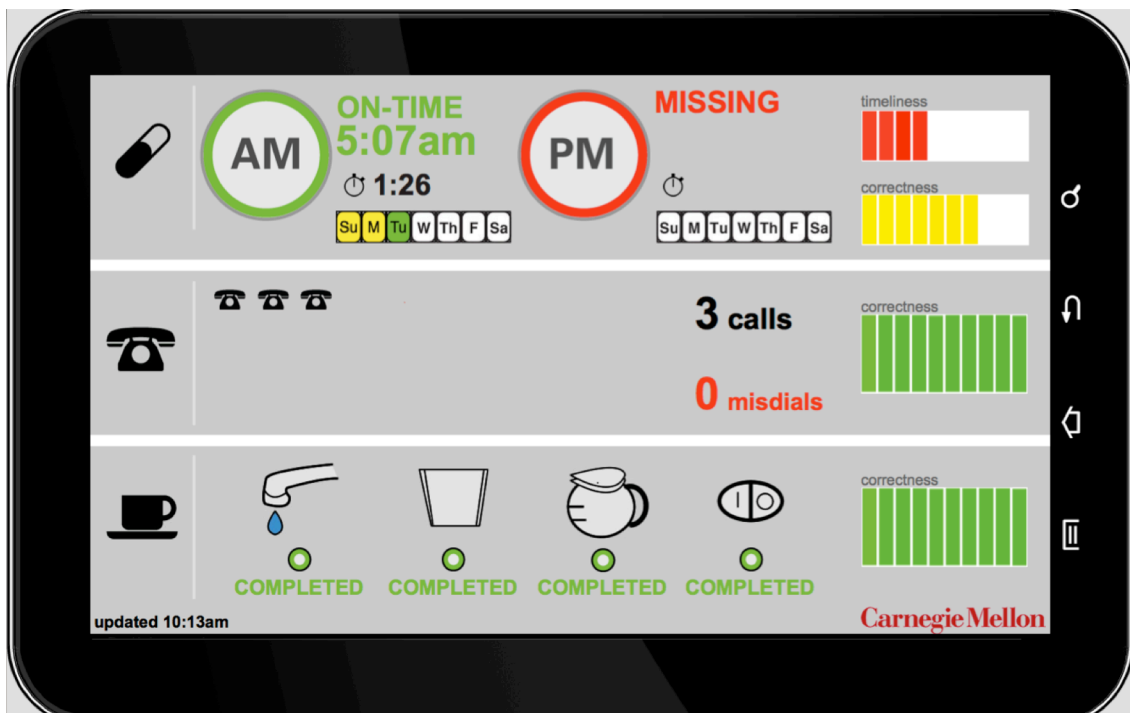 AM
ON-TIME
5:07am
1:26
Su M Tu W Th F Sa
PM
MISSING
Su M Tu W Th F Sa
timeliness
correctness
3 calls
0 misdials
correctness
COMPLETED COMPLETED COMPLETED COMPLETED
correctness
updated 10:13am
Carnegie Mellon